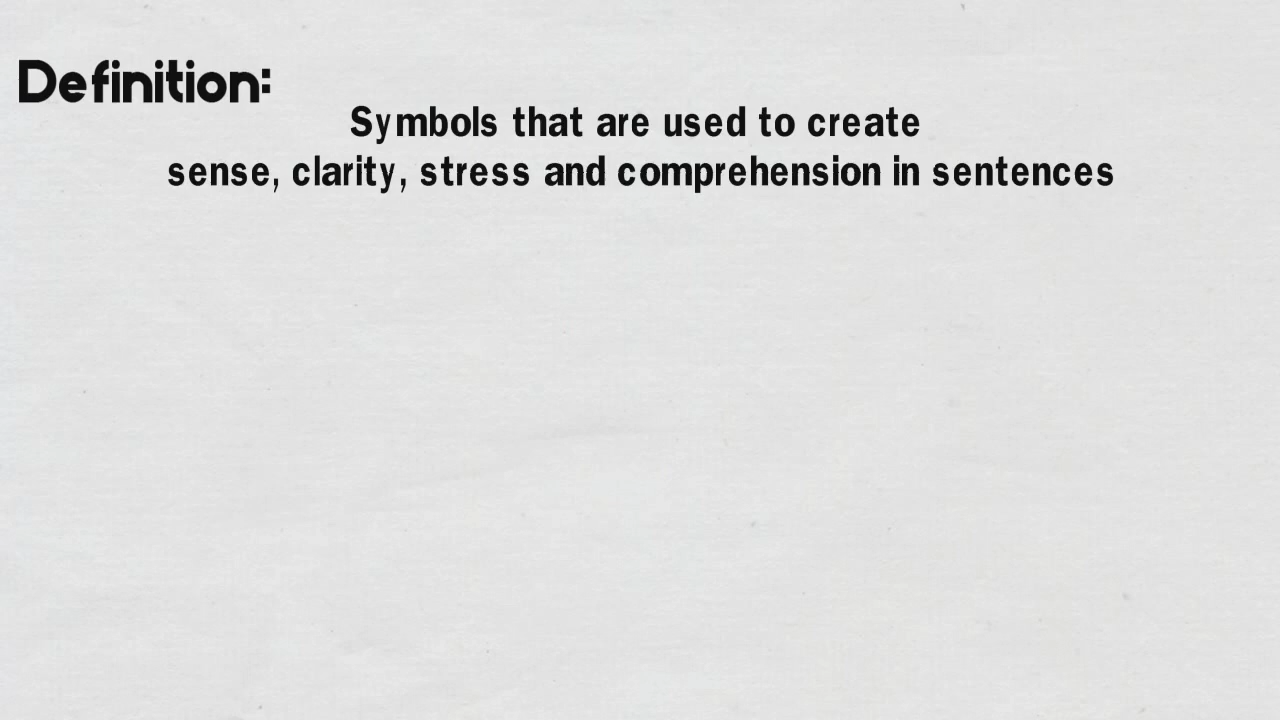 Definition:
Symbols that are used to create
sense, clarity, stress and comprehension in sentences